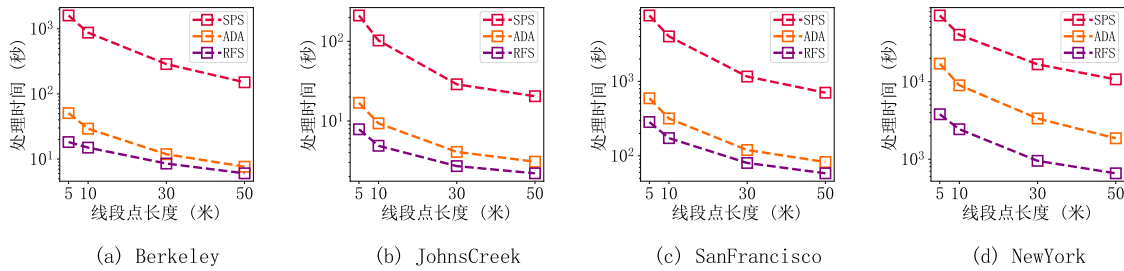 处理时间 (秒)
10³
10²
10¹
SPS
ADA
RFS
5 10 30 50
线段点长度 (米)
(a) Berkeley
处理时间 (秒)
10²
10¹
SPS
ADA
RFS
5 10 30 50
线段点长度 (米)
(b) JohnsCreek
处理时间 (秒)
10³
10²
SPS
ADA
RFS
5 10 30 50
线段点长度 (米)
(c) SanFrancisco
处理时间 (秒)
10⁴
10³
SPS
ADA
RFS
5 10 30 50
线段点长度 (米)
(d) NewYork